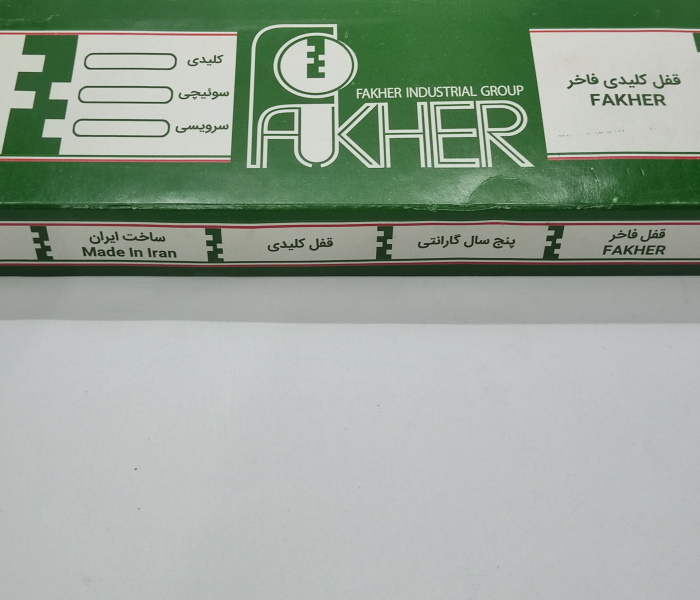 کلیدی
سوئیچی
سرویسی
FAKHER INDUSTRIAL GROUP
FAKHER
قفل کلیدی فاخر
FAKHER
ساخت ایران
Made In Iran
قفل کلیدی
پنج سال گارانتی
قفل فاخر
FAKHER